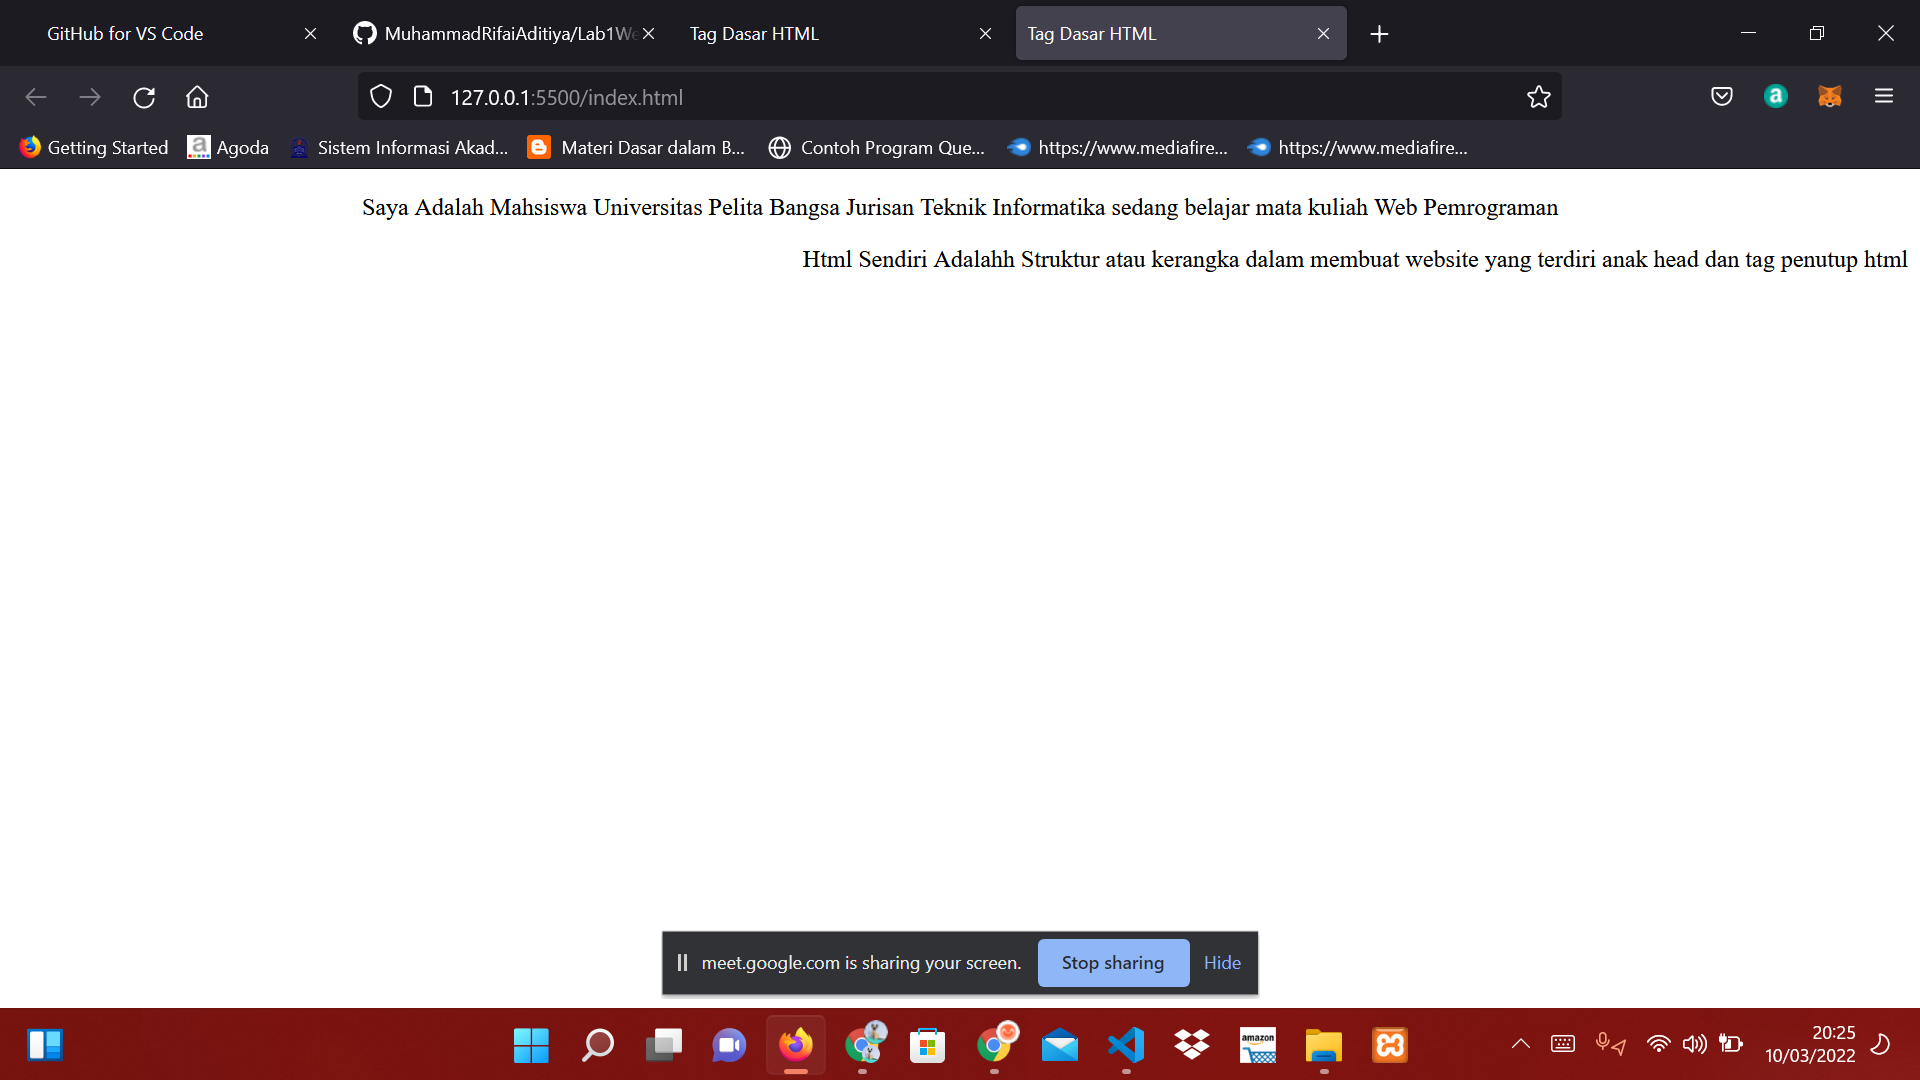 GitHub for VS Code
MuhammadRifaiAditiya/Lab1We
Tag Dasar HTML
Tag Dasar HTML
127.0.0.1:5500/index.html
Getting Started
Agoda
Sistem Informasi Akad...
Materi Dasar dalam B...
Contoh Program Que...
https://www.mediafire...
https://www.mediafire...
Saya Adalah Mahsiswa Universitas Pelita Bangsa Jurisan Teknik Informatika sedang belajar mata kuliah Web Pemrograman
Html Sendiri Adalahh Struktur atau kerangka dalam membuat website yang terdiri anak head dan tag penutup html
meet.google.com is sharing your screen.
Stop sharing
Hide
amazon
20:25
10/03/2022